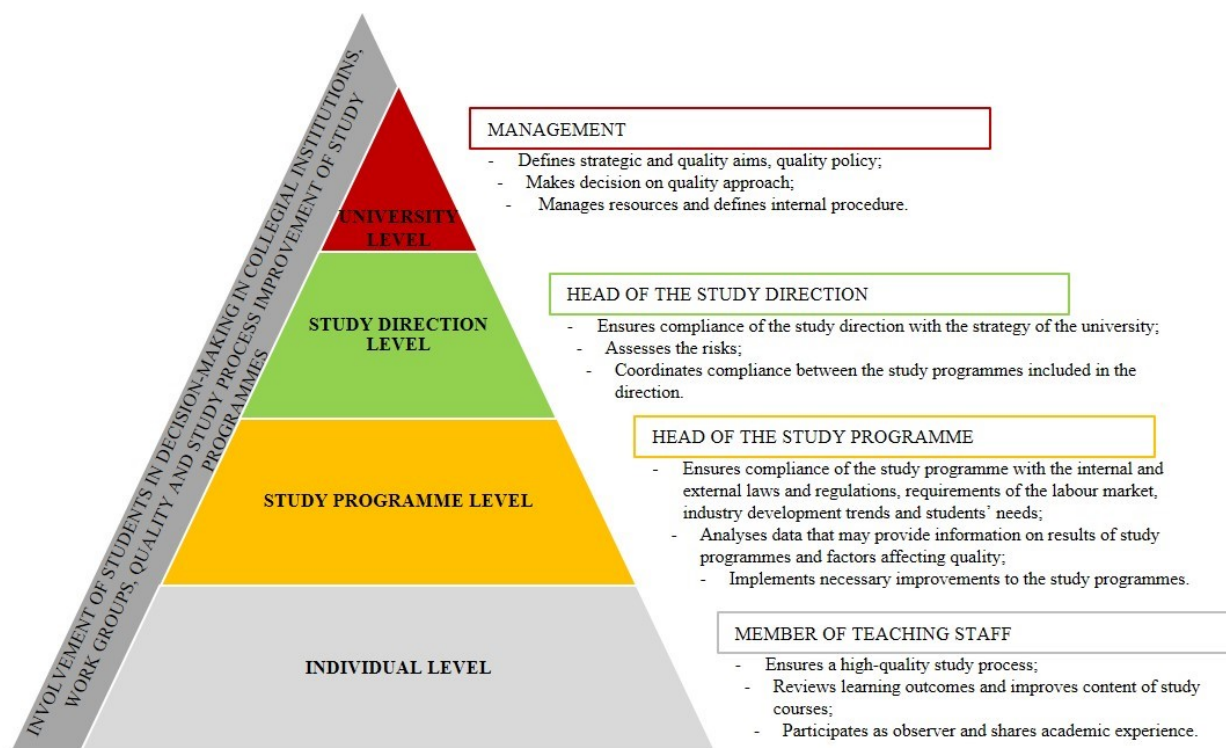 INVOLVEMENT OF STUDENTS IN DECISION-MAKING IN COLLEGIAL INSTITUTIOINS,
WORK GROUPS, QUALITY AND STUDY PROCESS IMPROVEMENT OF STUDY
PROGRAMMES
UNIVERSITY
LEVEL
MANAGEMENT
- Defines strategic and quality aims, quality policy;
- Makes decision on quality approach;
- Manages resources and defines internal procedure.
STUDY DIRECTION
LEVEL
HEAD OF THE STUDY DIRECTION
- Ensures compliance of the study direction with the strategy of the university;
- Assesses the risks;
- Coordinates compliance between the study programmes included in the
direction.
STUDY PROGRAMME LEVEL
HEAD OF THE STUDY PROGRAMME
- Ensures compliance of the study programme with the internal and
external laws and regulations, requirements of the labour market,
industry development trends and students’ needs;
- Analyses data that may provide information on results of study
programmes and factors affecting quality;
- Implements necessary improvements to the study programmes.
INDIVIDUAL LEVEL
MEMBER OF TEACHING STAFF
- Ensures a high-quality study process;
- Reviews learning outcomes and improves content of study
courses;
- Participates as observer and shares academic experience.